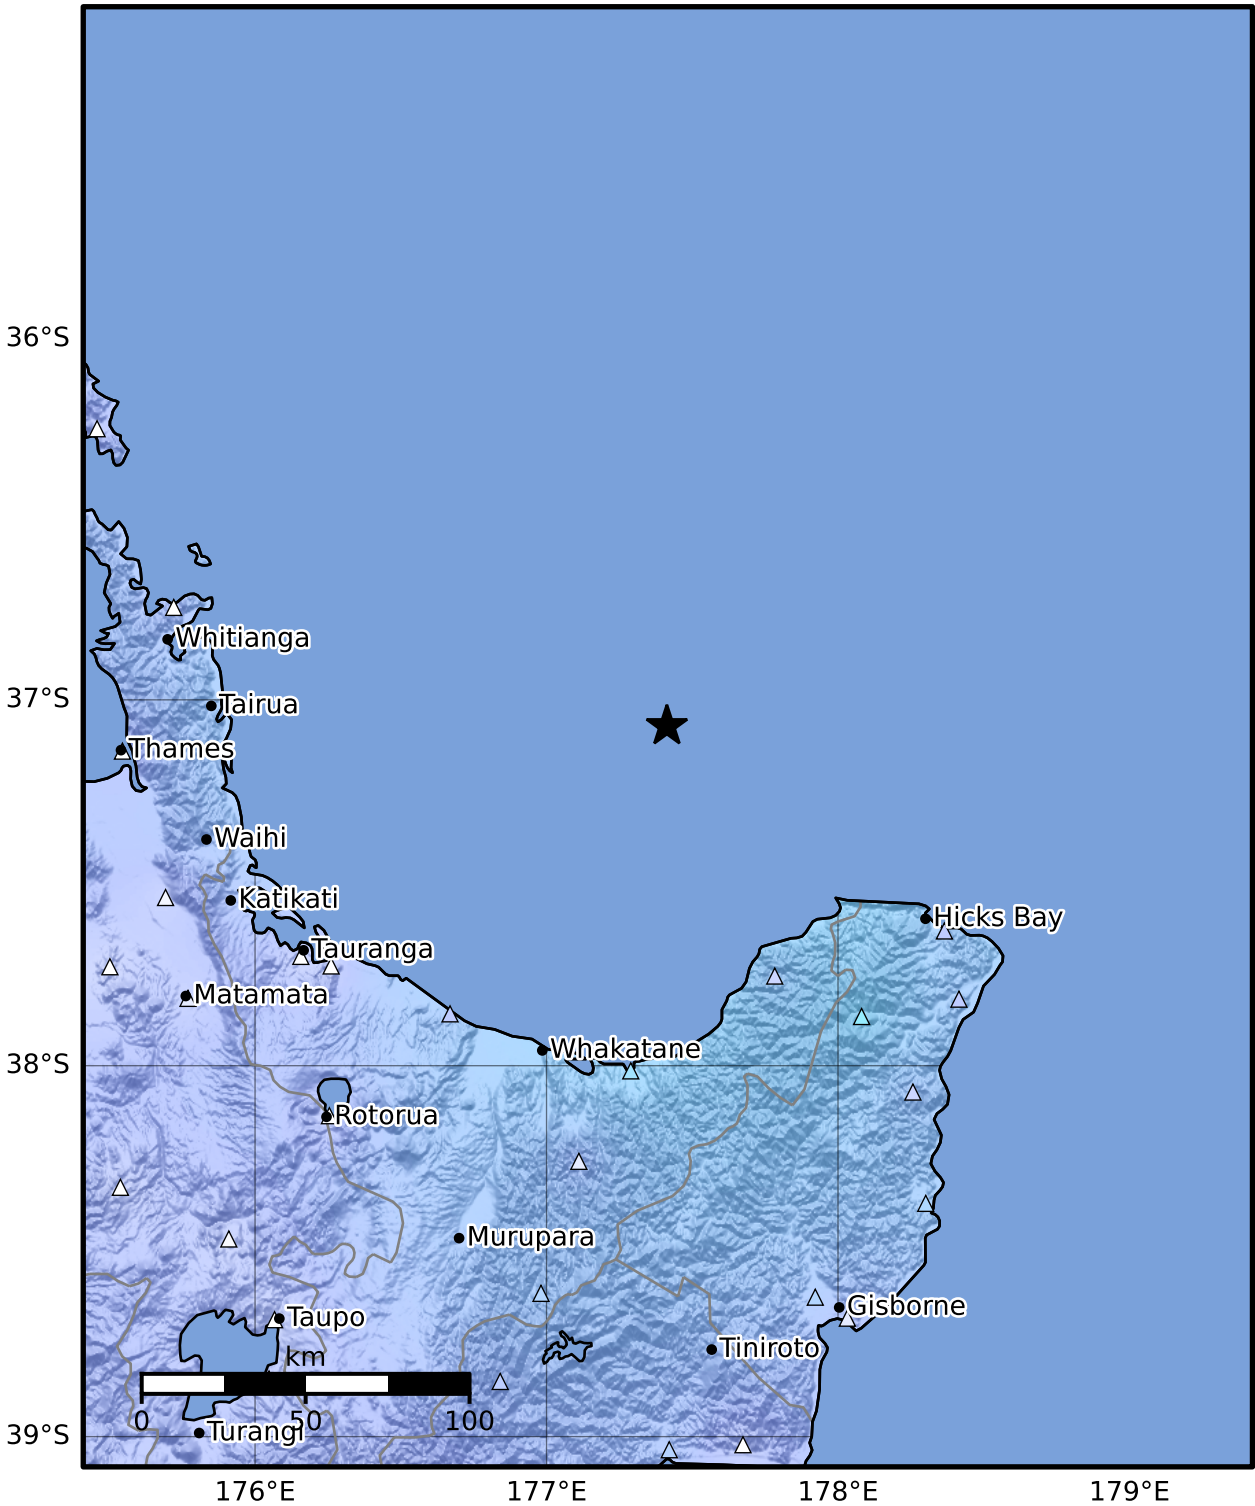 36°S
Whitianga
37°S
Tairua
Thames
Waihi
Katikati
Hicks Bay
Tauranga
Matamata
Whakatane
38°S
Rotorua
Murupara
Gisborne
Taupo
Tiniroto
km
0 50 100
Turangi
39°S
176°E 177°E 178°E 179°E